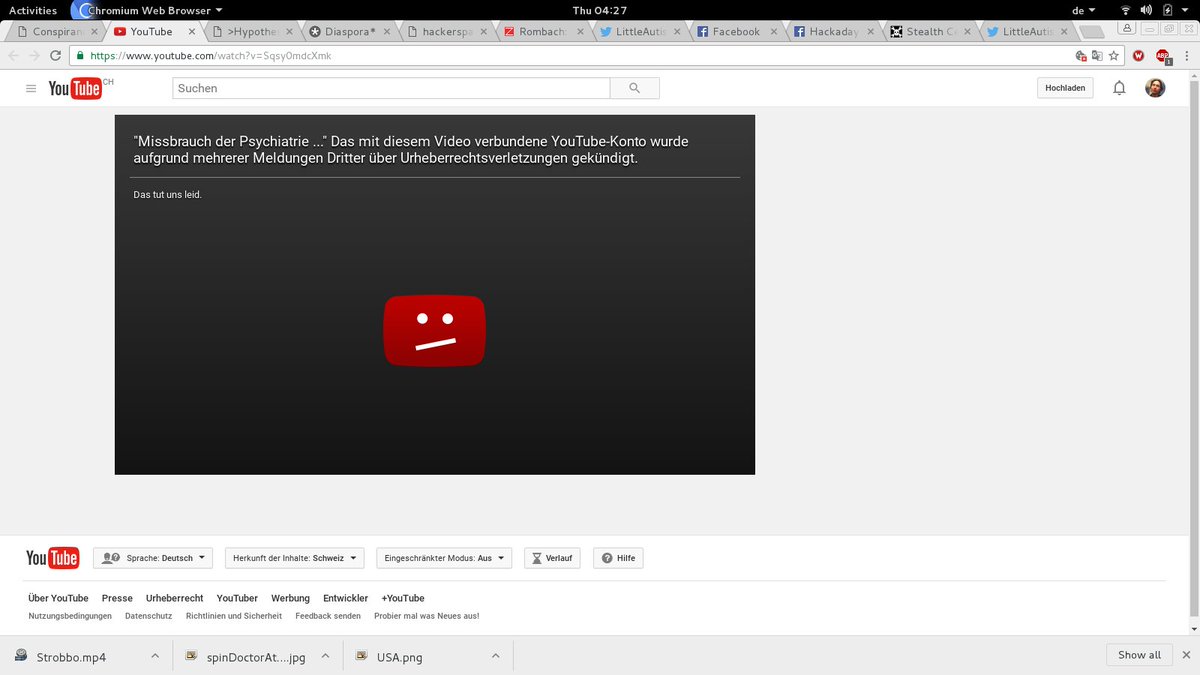 Activities Chromium Web Browser Thu 04:27 de
Conspiran YouTube >Hypothe Diaspora* hackerspa Rombach: LittleAutis Facebook Hackaday Stealth C LittleAutis
https://www.youtube.com/watch?v=Sqsy0mdcXmk W ABP 1
YouTube CH Suchen Hochladen
"Missbrauch der Psychiatrie ..." Das mit diesem Video verbundene YouTube-Konto wurde
aufgrund mehrerer Meldungen Dritter über Urheberrechtsverletzungen gekündigt.
Das tut uns leid.
YouTube Sprache: Deutsch Herkunft der Inhalte: Schweiz Eingeschränkter Modus: Aus Verlauf Hilfe
Über YouTube Presse Urheberrecht YouTuber Werbung Entwickler +YouTube
Nutzungsbedingungen Datenschutz Richtlinien und Sicherheit Feedback senden Probier mal was Neues aus!
Strobbo.mp4 spinDoctorAt....jpg USA.png Show all